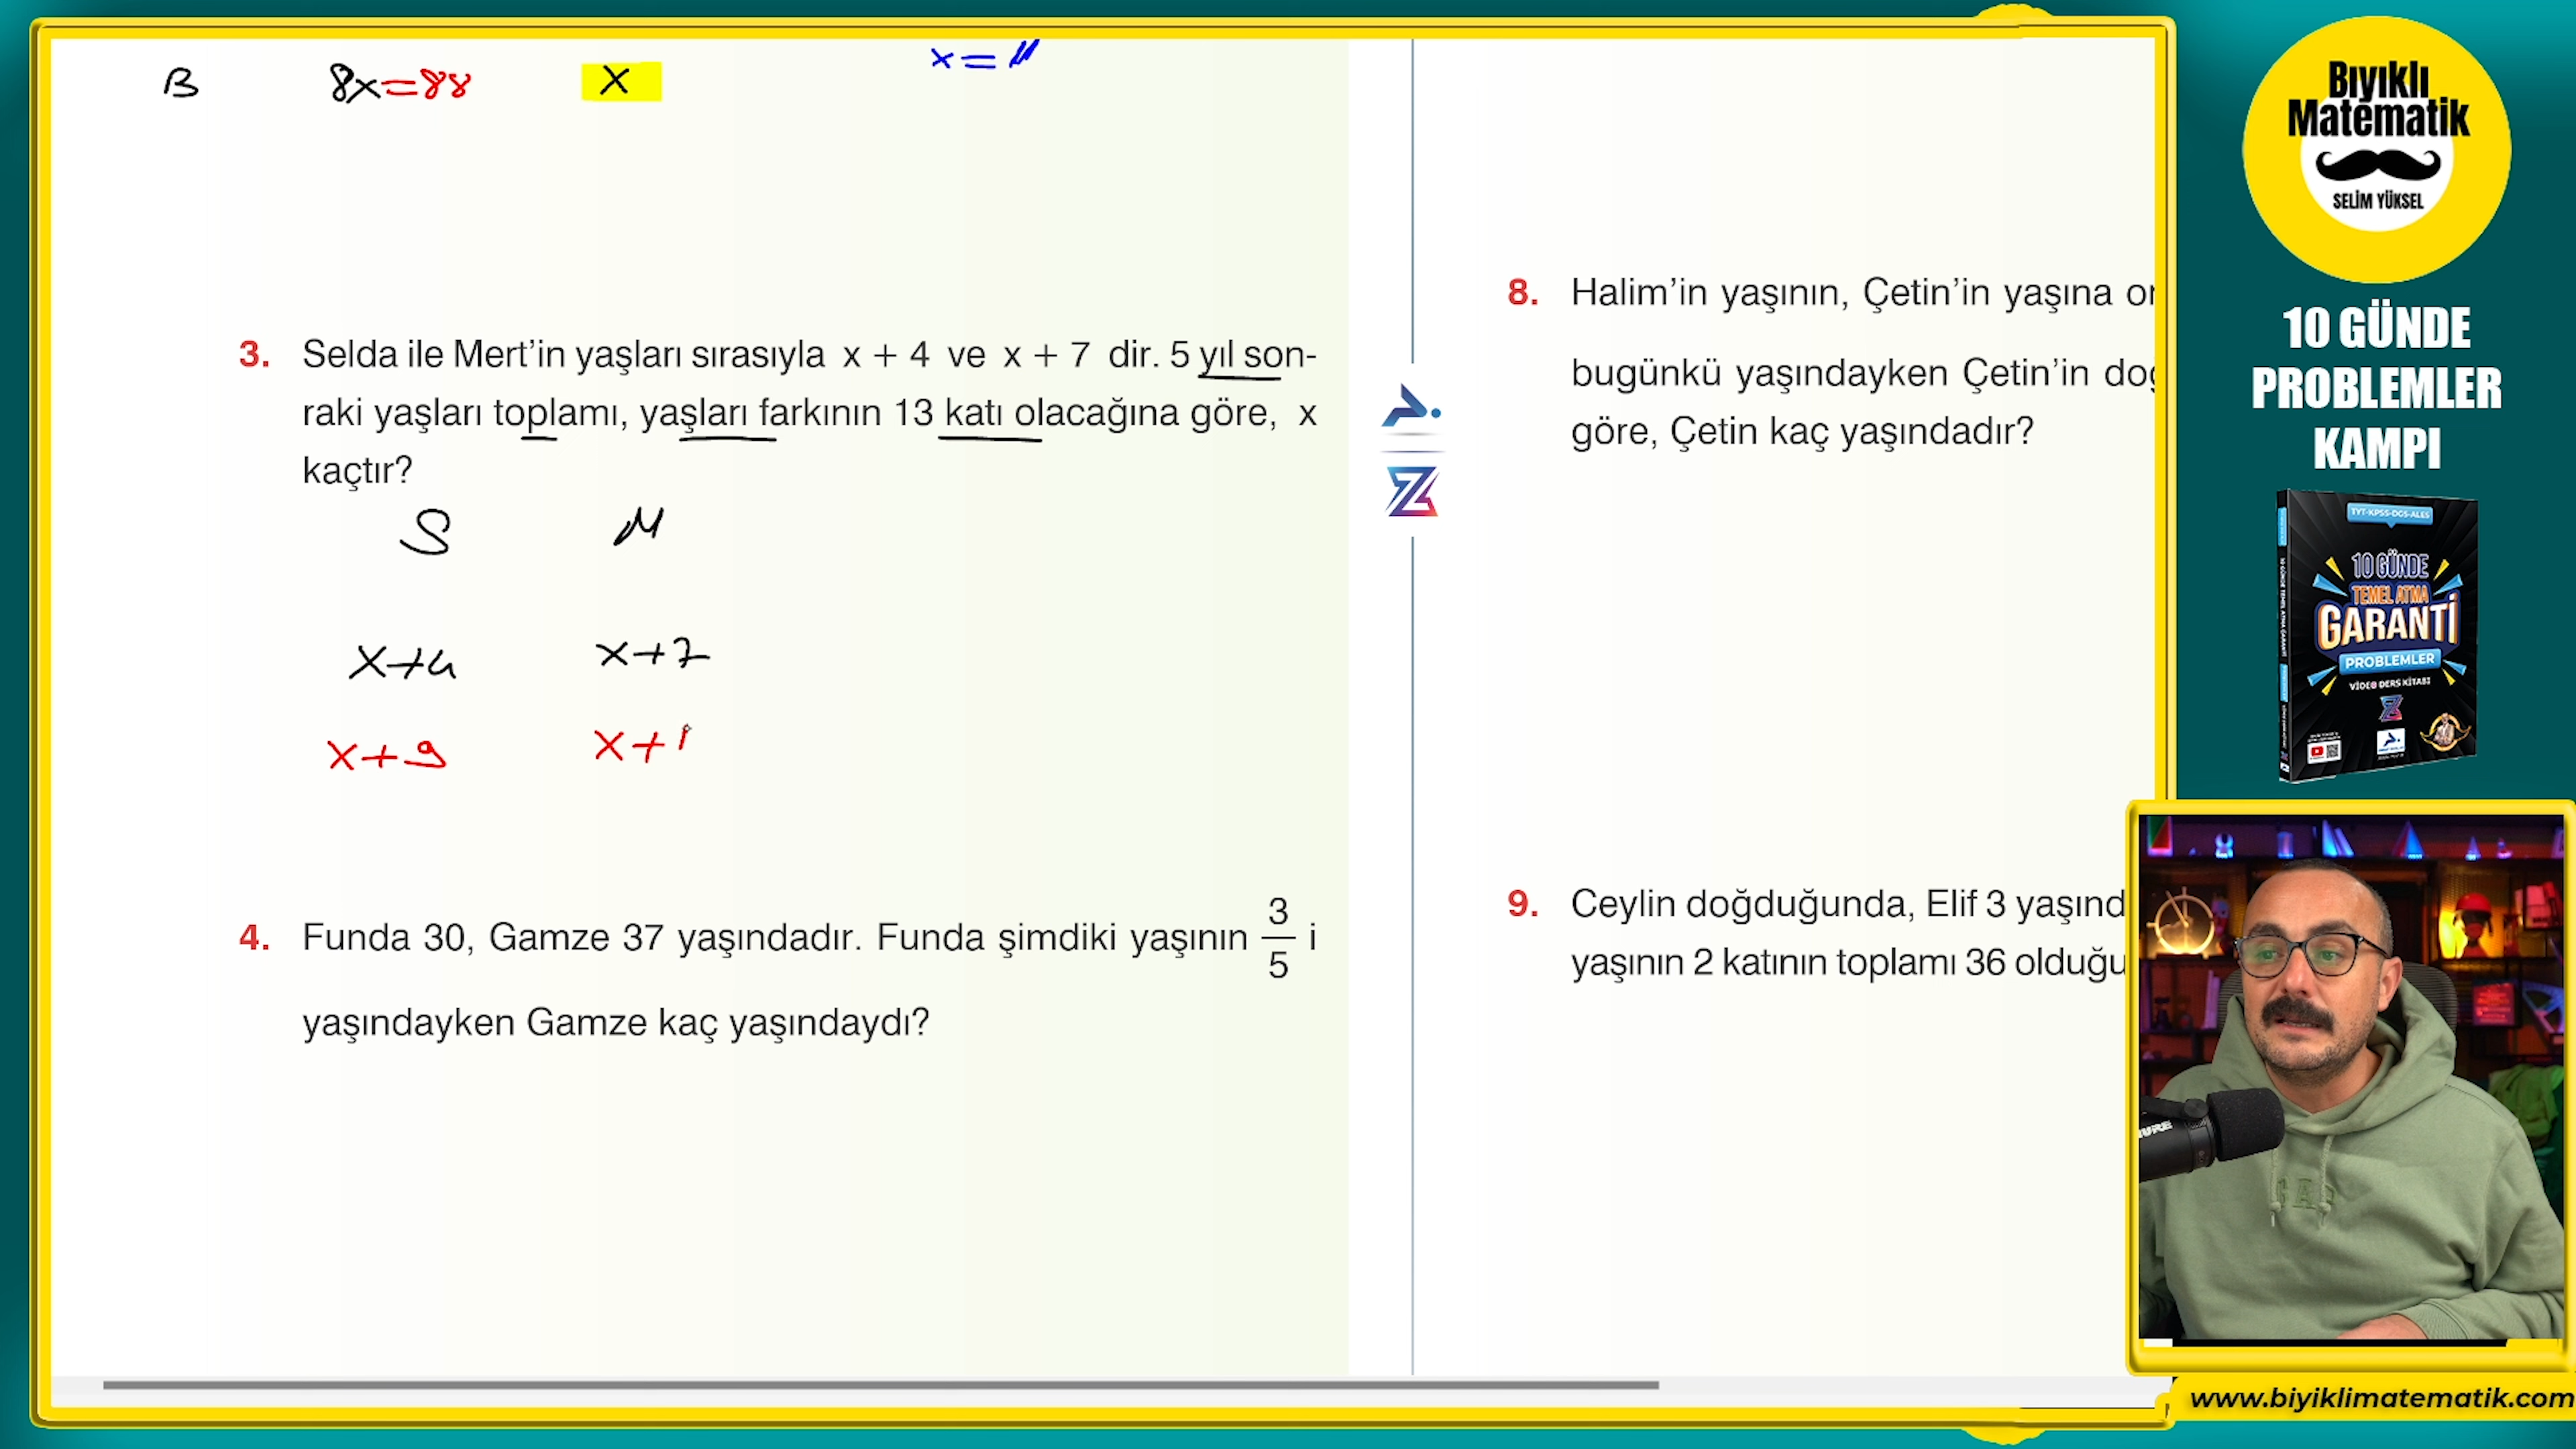 B 8x=88 x
x=11
3. Selda ile Mert'in yaşları sırasıyla x + 4 ve x + 7 dir. 5 yıl son-
raki yaşları toplamı, yaşları farkının 13 katı olacağına göre, x
kaçtır?
S M
x+4 x+7
x+9 x+1
4. Funda 30, Gamze 37 yaşındadır. Funda şimdiki yaşının 3/5 i
yaşındayken Gamze kaç yaşındaydı?
8. Halim'in yaşının, Çetin'in yaşına
bugünkü yaşındayken Çetin'in
göre, Çetin kaç yaşındadır?
9. Ceylin doğduğunda, Elif 3 yaşınd
yaşının 2 katının toplamı 36 olduğu
Bıyıklı
Matematik
SELİM YÜKSEL
10 GÜNDE
PROBLEMLER
KAMPI
TYT-KPSS-DGS-ALES
10 GÜNDE
TEMEL ATMA
GARANTİ
PROBLEMLER
VİDEO DERS KİTABI
www.biyiklimatematik.com